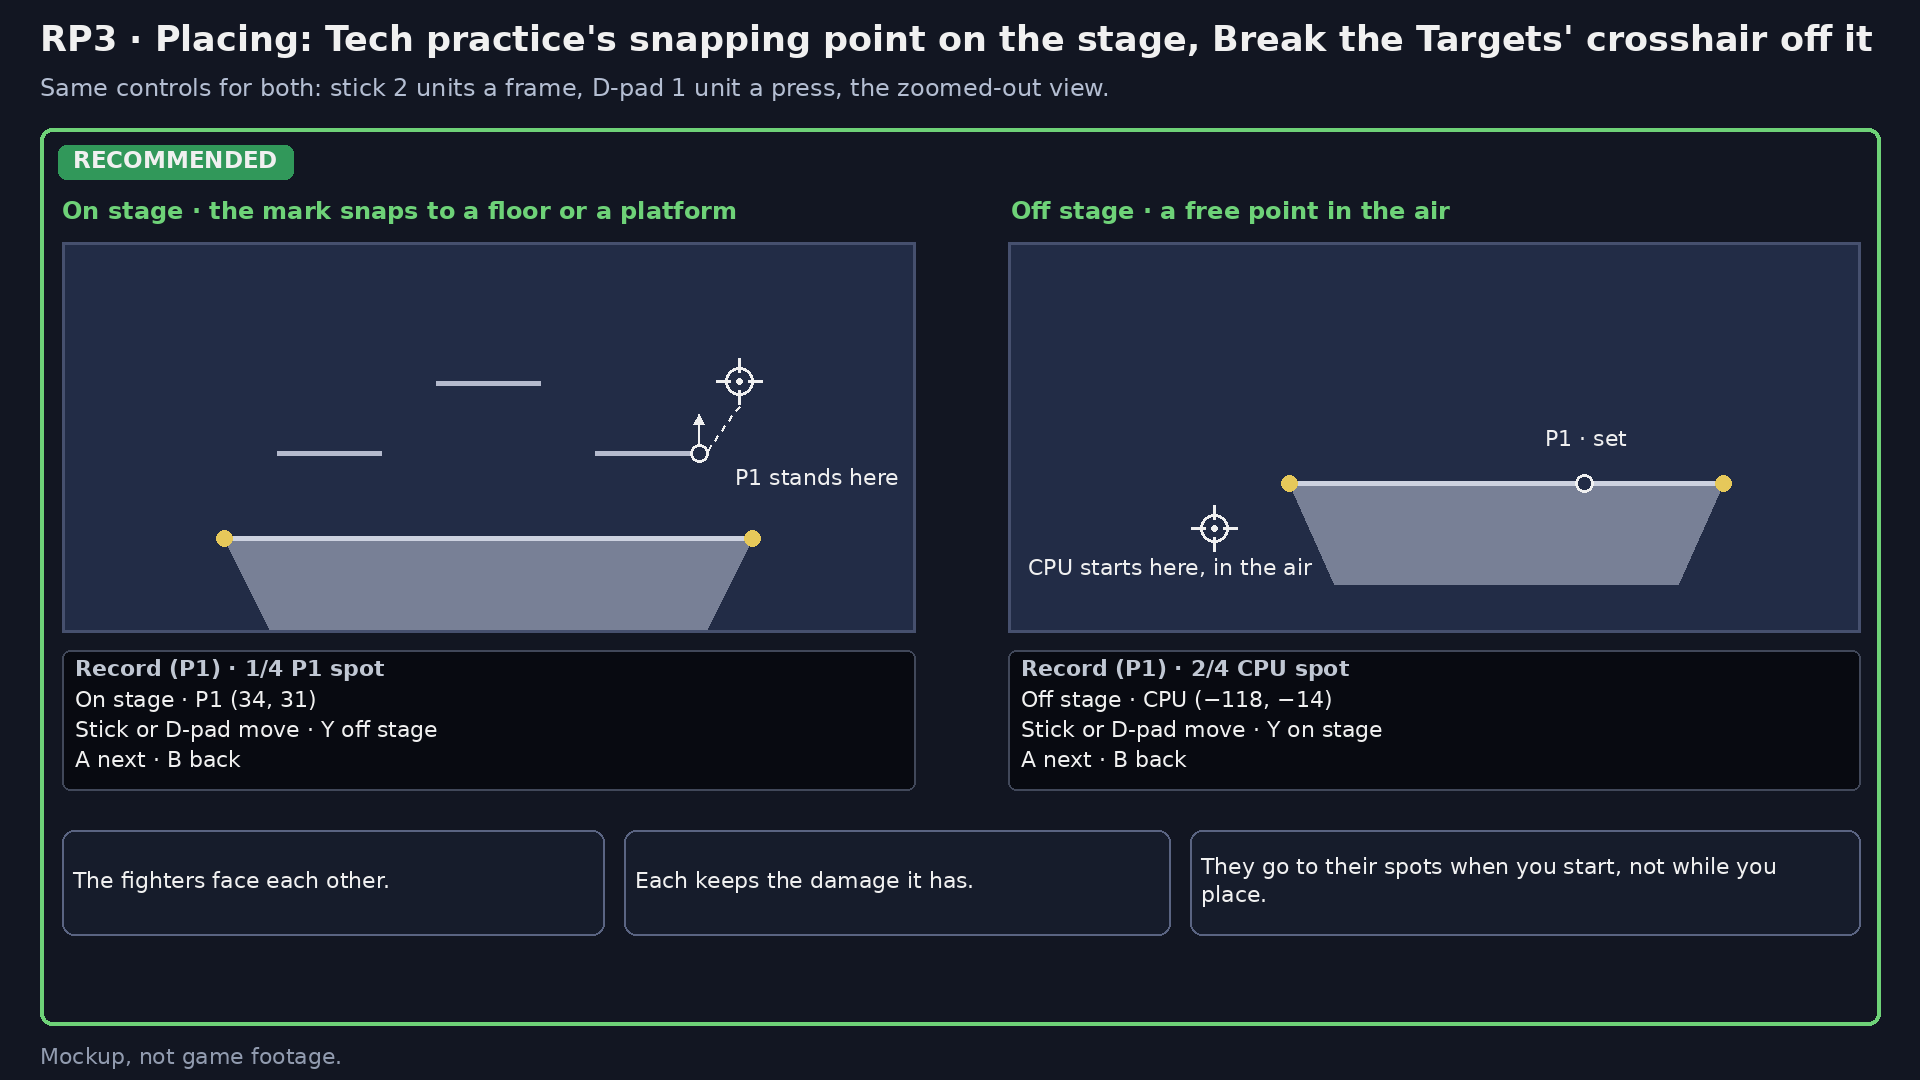 RP3 · Placing: Tech practice's snapping point on the stage, Break the Targets' crosshair off it
Same controls for both: stick 2 units a frame, D-pad 1 unit a press, the zoomed-out view.
RECOMMENDED
On stage · the mark snaps to a floor or a platform
P1 stands here
Record (P1) · 1/4 P1 spot
On stage · P1 (34, 31)
Stick or D-pad move · Y off stage
A next · B back
Off stage · a free point in the air
P1 · set
CPU starts here, in the air
Record (P1) · 2/4 CPU spot
Off stage · CPU (−118, −14)
Stick or D-pad move · Y on stage
A next · B back
The fighters face each other.
Each keeps the damage it has.
They go to their spots when you start, not while you
place.
Mockup, not game footage.